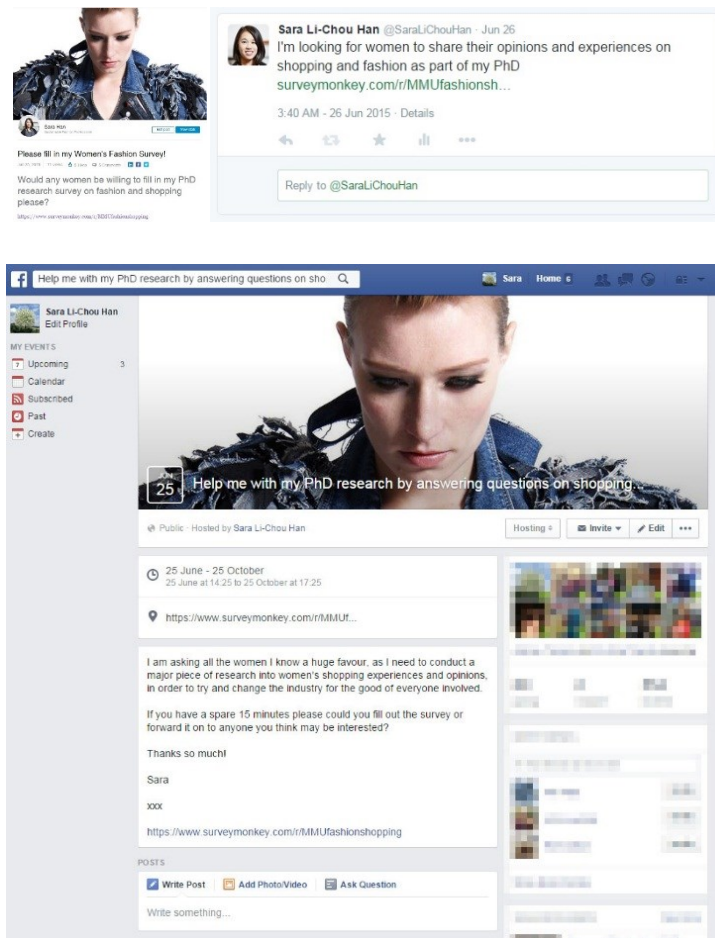 Sara Han
Please fill in my Women's Fashion Survey!
Would any women be willing to fill in my PhD
research survey on fashion and shopping
please?
https://www.surveymonkey.com/r/MMUfashionshopping
Sara Li-Chou Han @SaraLiChouHan · Jun 26
I'm looking for women to share their opinions and experiences on
shopping and fashion as part of my PhD
surveymonkey.com/r/MMUfashionsh...
3:40 AM - 26 Jun 2015 · Details
Reply to @SaraLiChouHan
Help me with my PhD research by answering questions on sho
Sara Home 6
Sara Li-Chou Han
Edit Profile
MY EVENTS
7 Upcoming 3
Calendar
Subscribed
Past
Create
JUN
25
Help me with my PhD research by answering questions on shopping...
Public · Hosted by Sara Li-Chou Han
Hosting Invite Edit
25 June - 25 October
25 June at 14:25 to 25 October at 17:25
https://www.surveymonkey.com/r/MMUf...
I am asking all the women I know a huge favour, as I need to conduct a
major piece of research into women's shopping experiences and opinions,
in order to try and change the industry for the good of everyone involved.
If you have a spare 15 minutes please could you fill out the survey or
forward it on to anyone you think may be interested?
Thanks so much!
Sara
xxx
https://www.surveymonkey.com/r/MMUfashionshopping
POSTS
Write Post Add Photo/Video Ask Question
Write something...